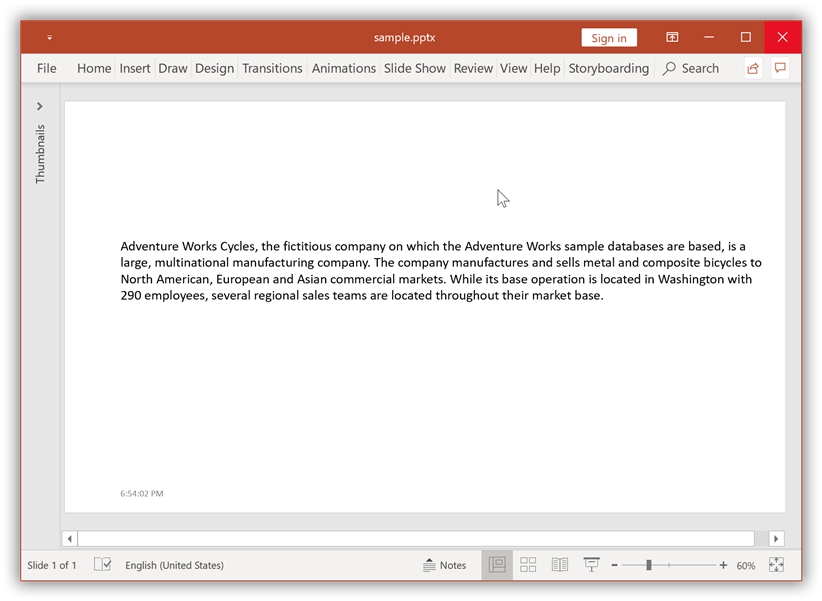 sample.pptx
Sign in
File Home Insert Draw Design Transitions Animations Slide Show Review View Help Storyboarding Search
Thumbnails
Adventure Works Cycles, the fictitious company on which the Adventure Works sample databases are based, is a
large, multinational manufacturing company. The company manufactures and sells metal and composite bicycles to
North American, European and Asian commercial markets. While its base operation is located in Washington with
290 employees, several regional sales teams are located throughout their market base.
6:54:02 PM
Slide 1 of 1 English (United States) Notes 60%